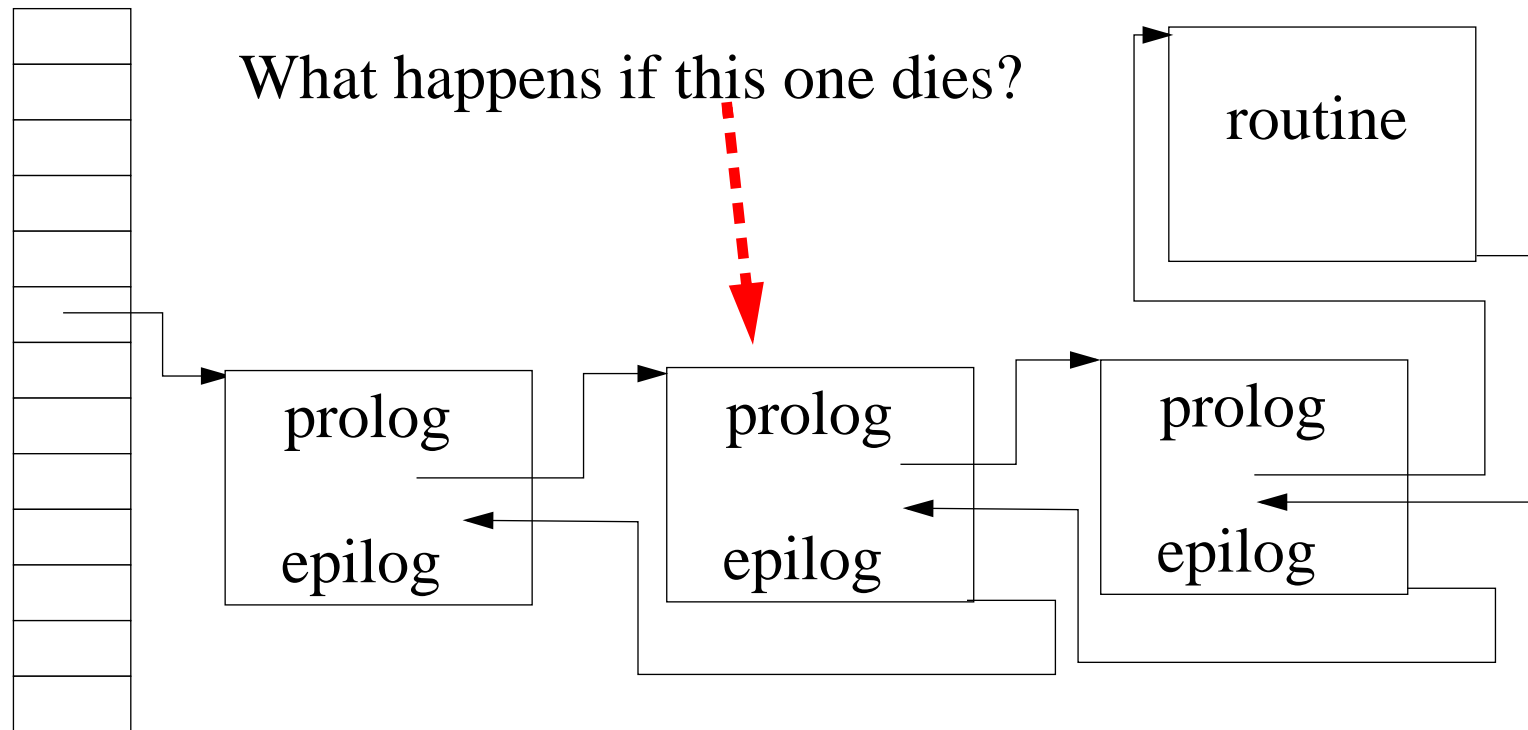 What happens if this one dies?
routine
prolog
epilog
prolog
epilog
prolog
epilog